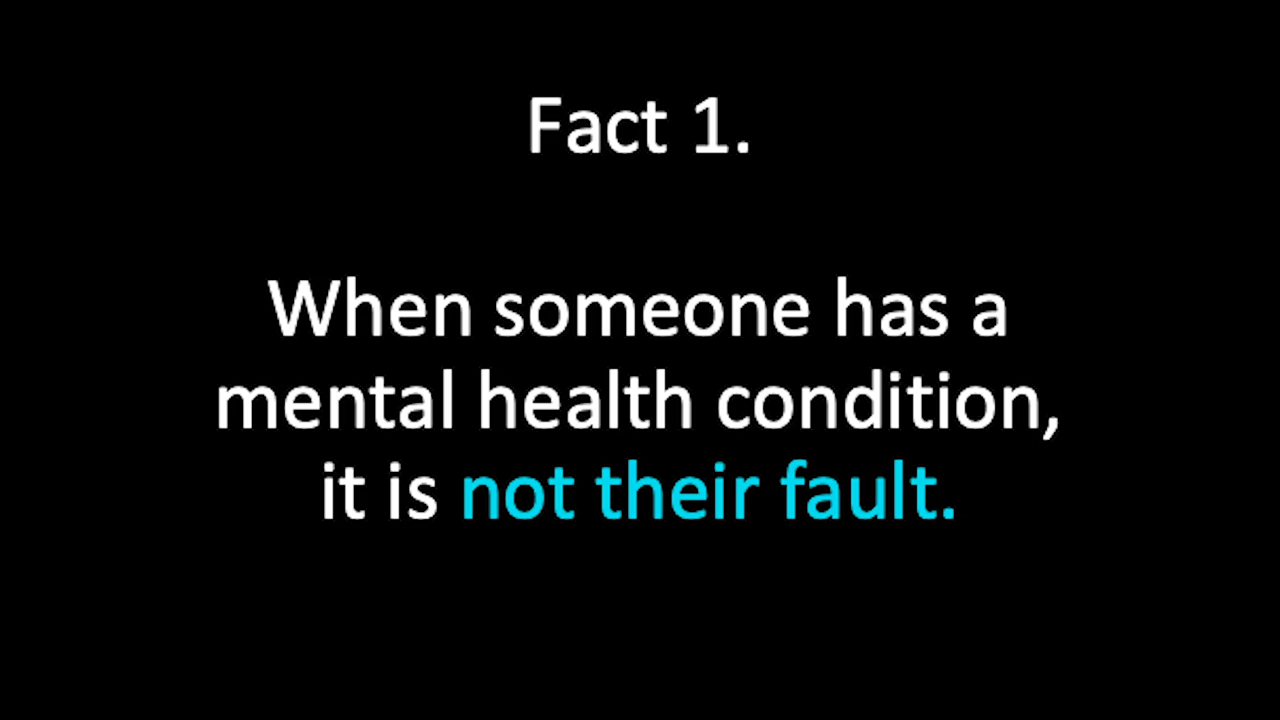 Fact 1.
When someone has a
mental health condition,
it is not their fault.